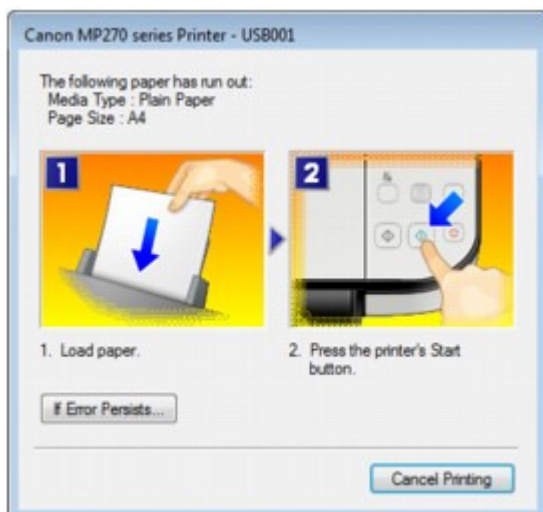 Canon MP270 series Printer - USB001
The following paper has run out:
Media Type : Plain Paper
Page Size : A4
1
2
1. Load paper.
2. Press the printer's Start
button.
If Error Persists...
Cancel Printing